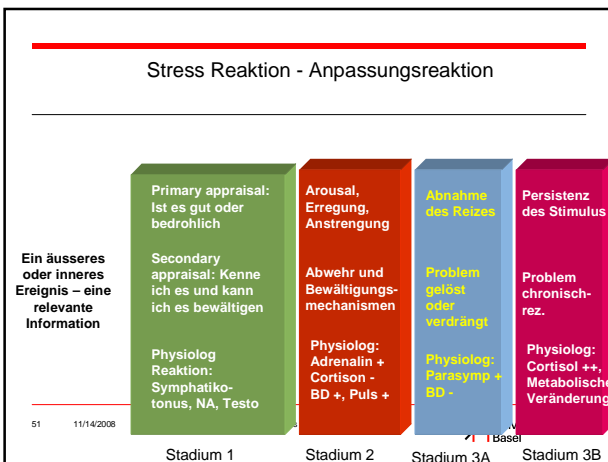 Stress Reaktion - Anpassungsreaktion
Ein äusseres
oder inneres
Ereignis – eine
relevante
Information
Primary appraisal:
Ist es gut oder
bedrohlich
Secondary
appraisal: Kenne
ich es und kann
ich es bewältigen
Physiolog
Reaktion:
Symphatiko-
tonus, NA, Testo
Arousal,
Erregung,
Anstrengung
Abwehr und
Bewältigungs-
mechanismen
Physiolog:
Adrenalin +
Cortison -
BD +, Puls +
Abnahme
des Reizes
Problem
gelöst
oder
verdrängt
Physiolog:
Parasymp +
BD -
Persistenz
des Stimulus
Problem
chronisch-
rez.
Physiolog:
Cortisol ++,
Metabolische
Veränderung
51 11/14/2008
Basel
Stadium 1
Stadium 2
Stadium 3A
Stadium 3B